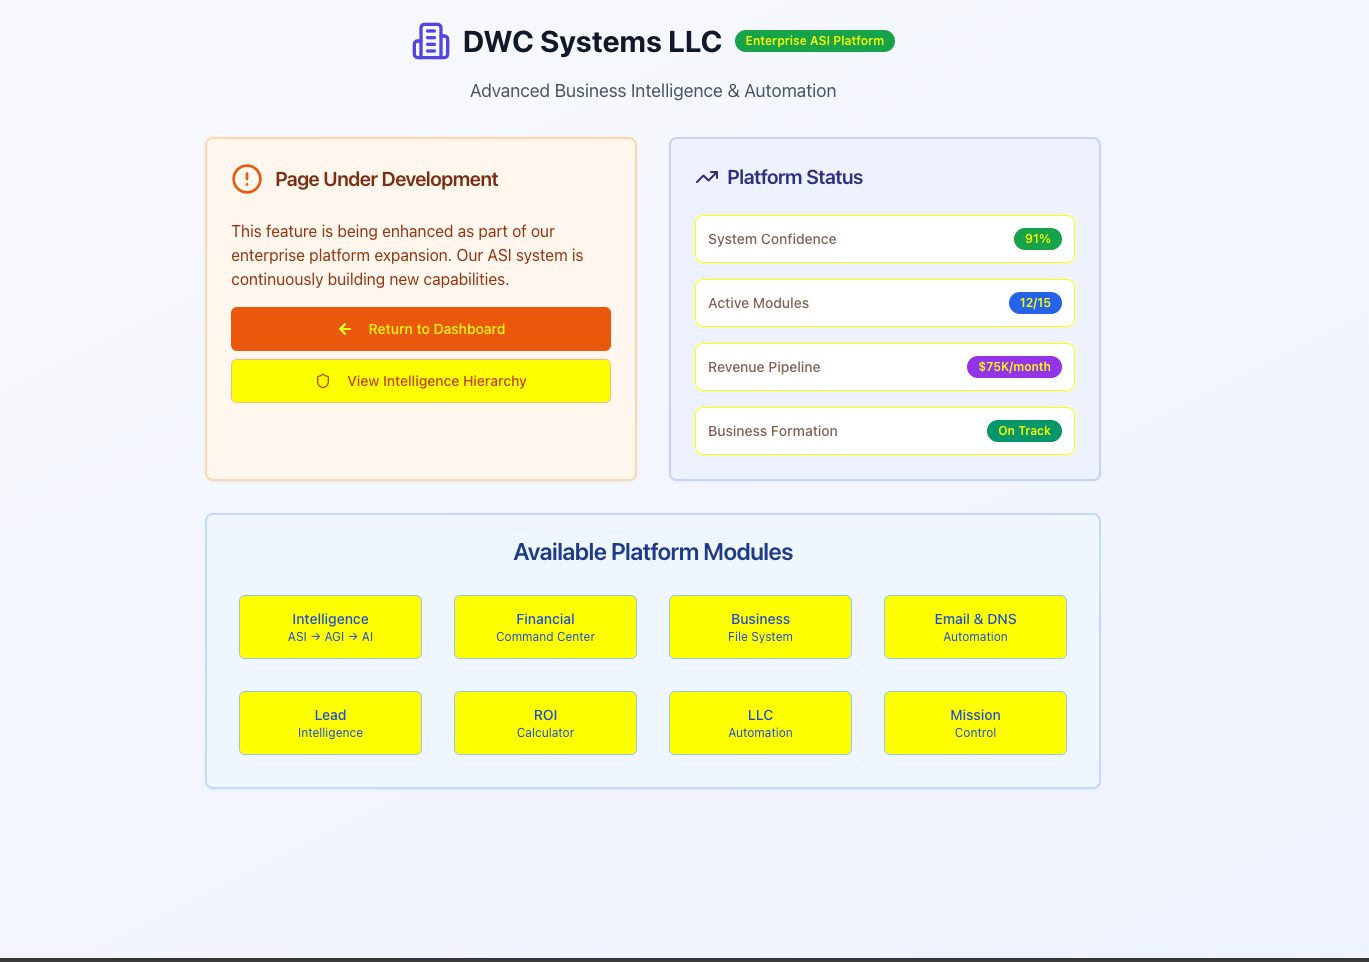 DWC Systems LLC
Enterprise ASI Platform
Advanced Business Intelligence & Automation
Page Under Development
This feature is being enhanced as part of our
enterprise platform expansion. Our ASI system is
continuously building new capabilities.
Return to Dashboard
View Intelligence Hierarchy
Platform Status
System Confidence
91%
Active Modules
12/15
Revenue Pipeline
$75K/month
Business Formation
On Track
Available Platform Modules
Intelligence
ASI → AGI → AI
Financial
Command Center
Business
File System
Email & DNS
Automation
Lead
Intelligence
ROI
Calculator
LLC
Automation
Mission
Control